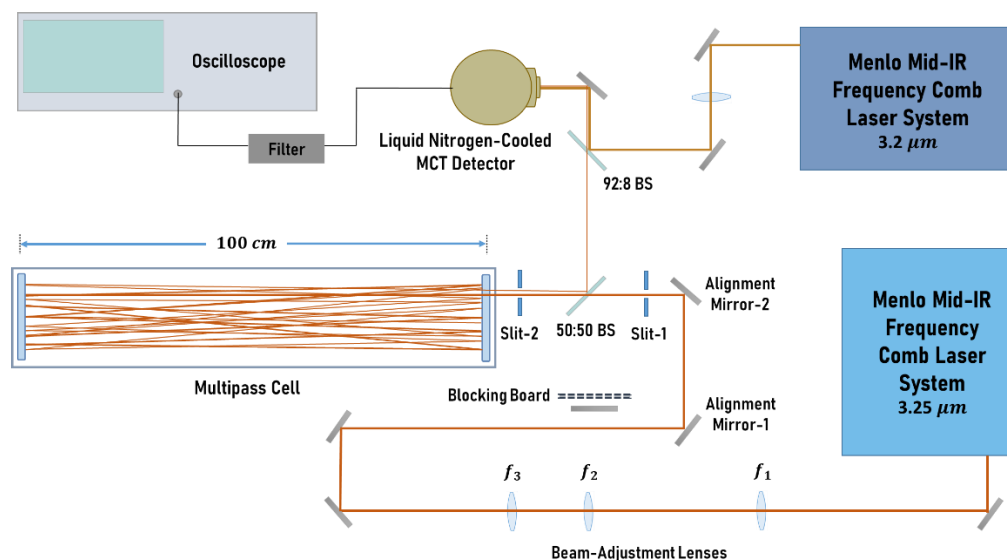 Oscilloscope
Filter
Liquid Nitrogen-Cooled
MCT Detector
92:8 BS
Menlo Mid-IR
Frequency Comb
Laser System
3.2 μm
100 cm
Multipass Cell
Slit-2
50:50 BS
Slit-1
Alignment
Mirror-2
Blocking Board
Alignment
Mirror-1
Menlo Mid-IR
Frequency
Comb Laser
System
3.25 μm
f3
f2
f1
Beam-Adjustment Lenses